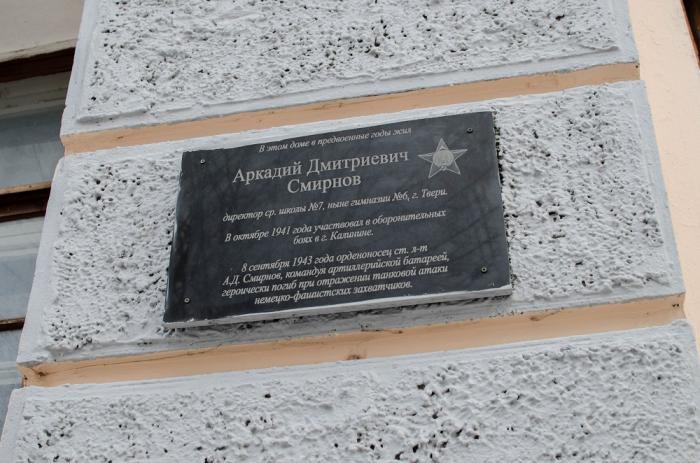 В этом доме в предвоенные годы жил
Аркадий Дмитриевич
Смирнов
директор ср. школы №7, ныне гимназии №6, г. Твери.
В октябре 1941 года участвовал в оборонительных
боях в г. Калинине.
8 сентября 1943 года орденоносец ст. л-т
А.Д. Смирнов, командуя артиллерийской батареей,
героически погиб при отражении танковой атаки
немецко-фашистских захватчиков.